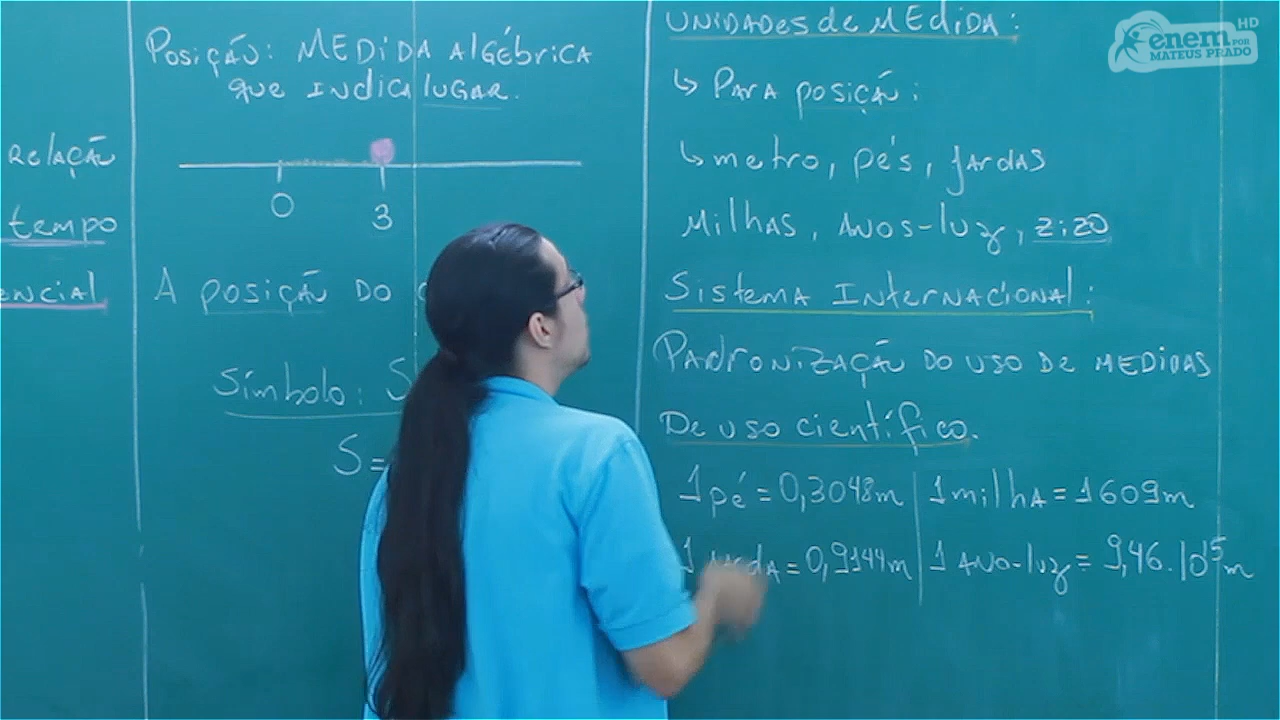 relação
tempo
encial
Posição: Medida algébrica
que indica lugar.
0
3
A posição do
Símbolo: S
S=
Unidades de Medida:
↳ Para posição:
↳ metro, pés, jardas
Milhas, Anos-luz, zizo
Sistema Internacional:
Padronização do uso de medidas
De uso científico.
1 pé = 0,3048m
1 milha = 1609m
1 = 0,9144m
1 Ano-luz = 9,46.10¹⁵m
enem HD
POR
MATEUS PRADO